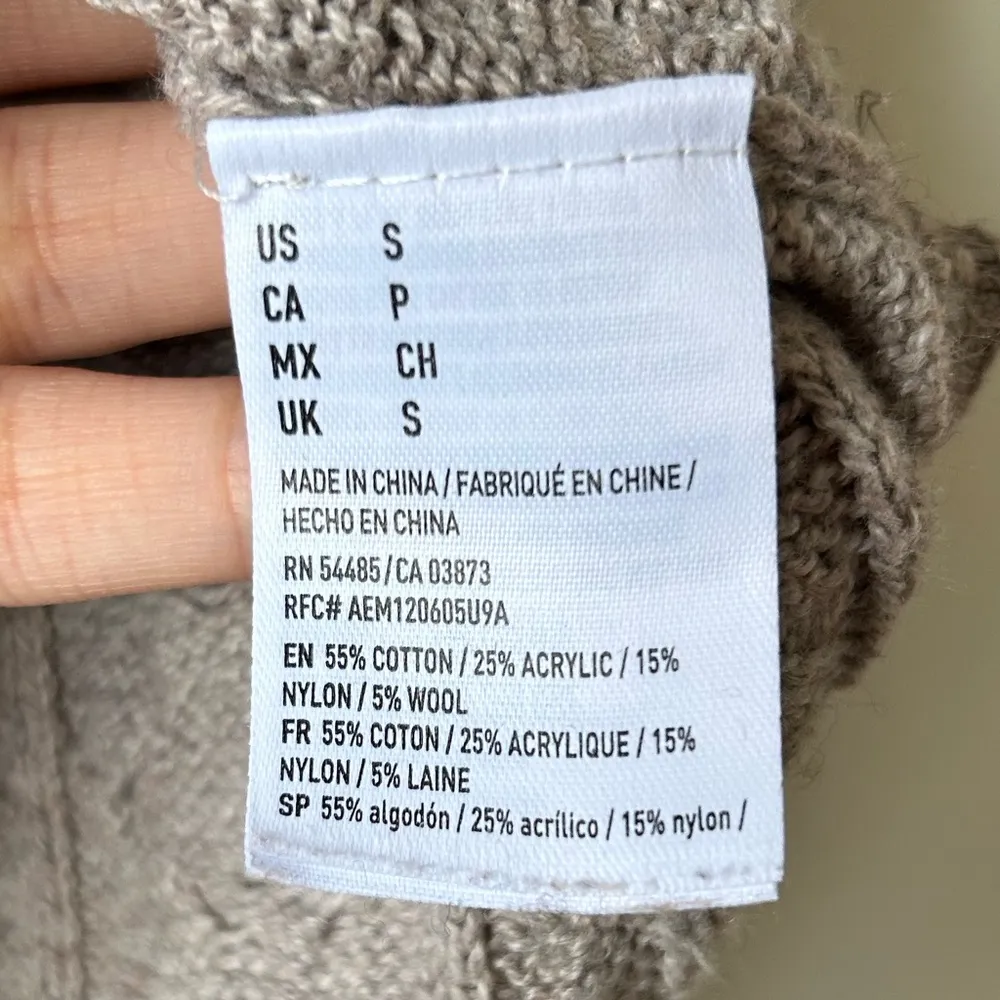 US S
CA P
MX CH
UK S
MADE IN CHINA / FABRIQUÉ EN CHINE /
HECHO EN CHINA
RN 54485/CA 03873
RFC# AEM120605U9A
EN 55% COTTON / 25% ACRYLIC / 15%
NYLON / 5% WOOL
FR 55% COTON / 25% ACRYLIQUE / 15%
NYLON / 5% LAINE
SP 55% algodón / 25% acrílico / 15% nylon /